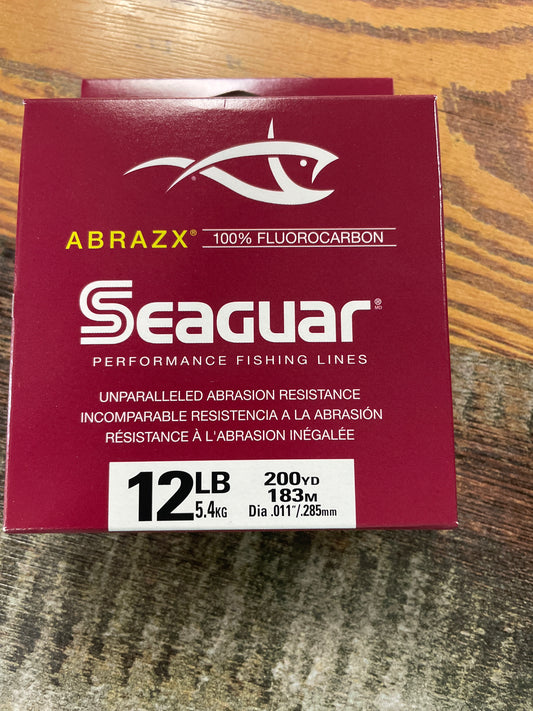 ABRAZX® 100% FLUOROCARBON
SEAGUAR®
MD
PERFORMANCE FISHING LINES
UNPARALLELED ABRASION RESISTANCE
INCOMPARABLE RESISTENCIA A LA ABRASIÓN
RÉSISTANCE À L'ABRASION INÉGALÉE
12LB 200YD
5.4KG 183M
Dia .011"/.285mm